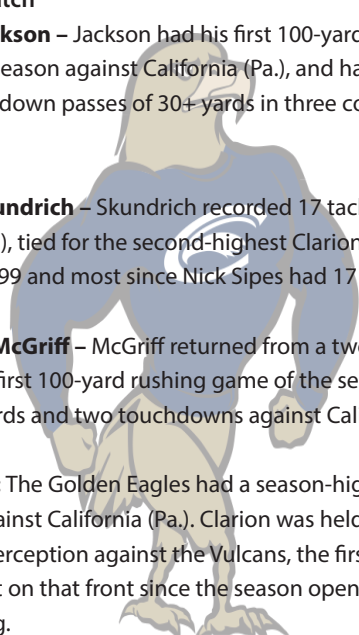 tch
kson – Jackson had his first 100-yard
eason against California (Pa.), and ha
down passes of 30+ yards in three co
undrich – Skundrich recorded 17 tac
), tied for the second-highest Clarion
99 and most since Nick Sipes had 17
McGriff – McGriff returned from a two
first 100-yard rushing game of the se
rds and two touchdowns against Cal
: The Golden Eagles had a season-hig
ainst California (Pa.). Clarion was held
erception against the Vulcans, the firs
t on that front since the season open
g.